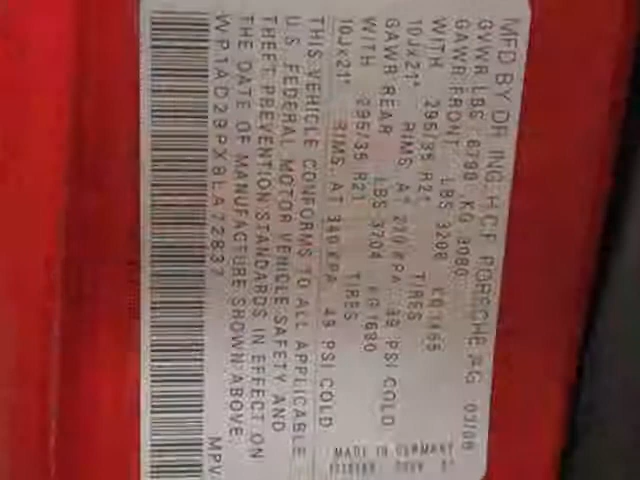 MFD BY DR ING.H.C.F. PORSCHE AG 03/08
GVWR LBS 6790 KG 3080
GAWR FRONT LBS 3208 KG 1455
WITH 295/35 R21 TIRES
10Jx21" RIMS AT 270 KPA 39 PSI COLD
GAWR REAR LBS 3704 KG 1680
WITH 295/35 R21 TIRES
10Jx21" RIMS AT 340 KPA 49 PSI COLD
THIS VEHICLE CONFORMS TO ALL APPLICABLE
U.S. FEDERAL MOTOR VEHICLE SAFETY AND
THEFT PREVENTION STANDARDS IN EFFECT ON
THE DATE OF MANUFACTURE SHOWN ABOVE.
WP1AD29PX8LA72837 MPV
MADE IN GERMANY